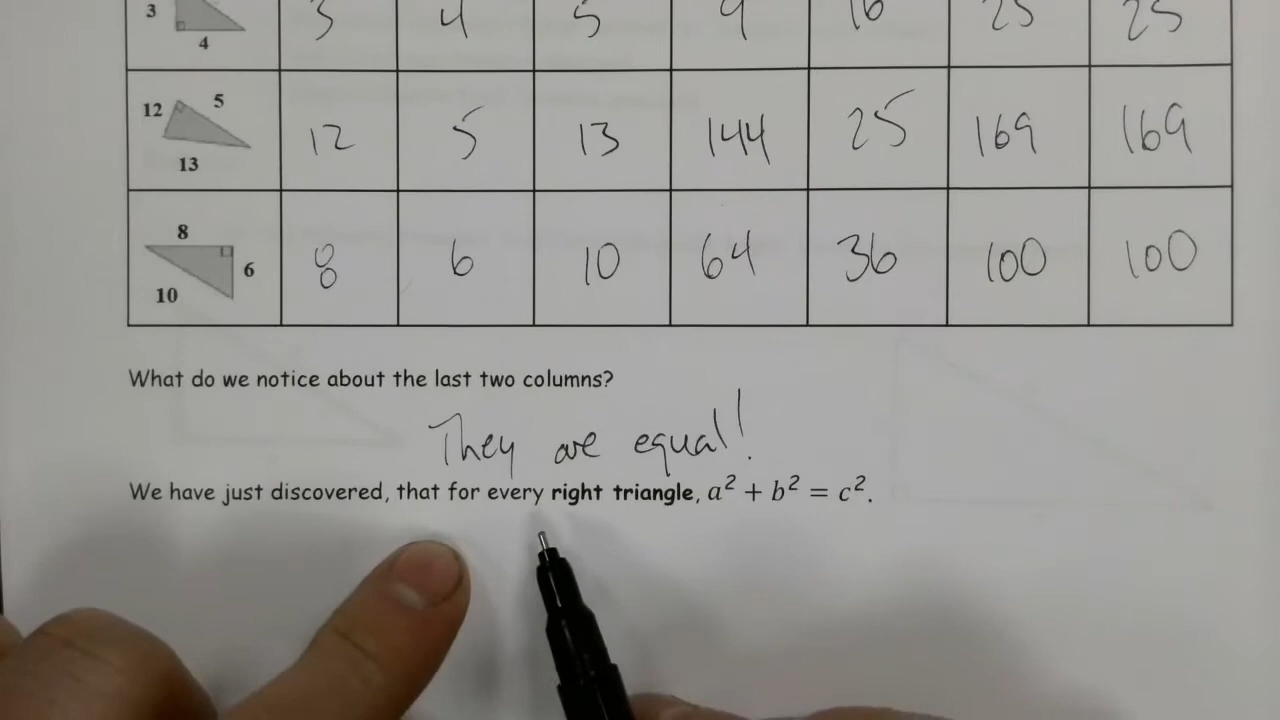 3 4 3 4 5 9 16 25 25
12 5 13 12 5 13 144 25 169 169
8 6 10 8 6 10 64 36 100 100
What do we notice about the last two columns?
They are equal!
We have just discovered, that for every right triangle, a² + b² = c².